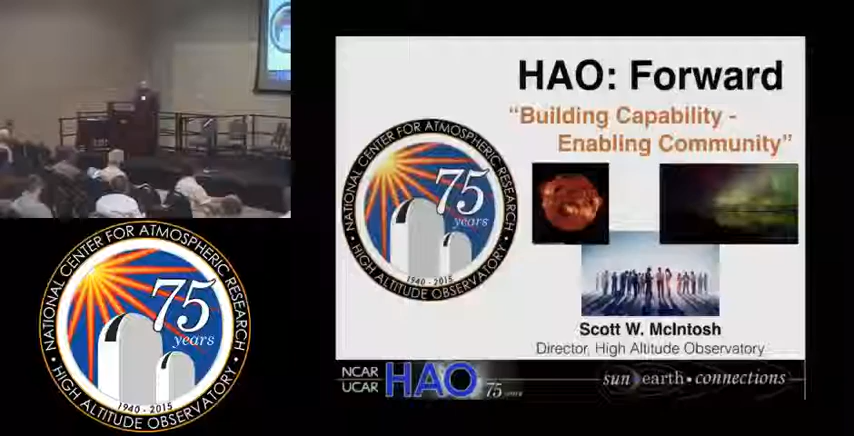 HAO: Forward
“Building Capability -
Enabling Community”
NATIONAL CENTER FOR ATMOSPHERIC RESEARCH
75
years
1940 - 2015
HIGH ALTITUDE OBSERVATORY
Scott W. McIntosh
Director, High Altitude Observatory
NCAR
UCAR
HAO
75
sun earth • connections
NATIONAL CENTER FOR ATMOSPHERIC RESEARCH
75
years
1940 - 2015
HIGH ALTITUDE OBSERVATORY